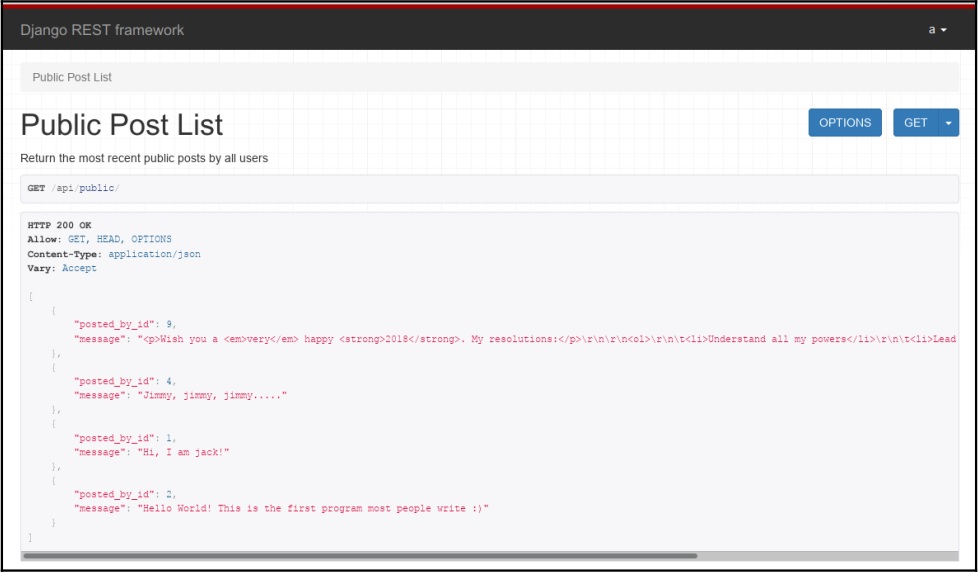 Django REST framework
a
Public Post List
Public Post List
OPTIONS
GET
Return the most recent public posts by all users
GET /api/public/
HTTP 200 OK
Allow: GET, HEAD, OPTIONS
Content-Type: application/json
Vary: Accept
[
    {
        "posted_by_id": 9,
        "message": "<p>Wish you a <em>very</em> happy <strong>2018</strong>. My resolutions:</p>\r\n\r\n<ol>\r\n\t<li>Understand all my powers</li>\r\n\t<li>Lead
    },
    {
        "posted_by_id": 4,
        "message": "Jimmy, jimmy, jimmy....."
    },
    {
        "posted_by_id": 1,
        "message": "Hi, I am jack!"
    },
    {
        "posted_by_id": 2,
        "message": "Hello World! This is the first program most people write :)"
    }
]